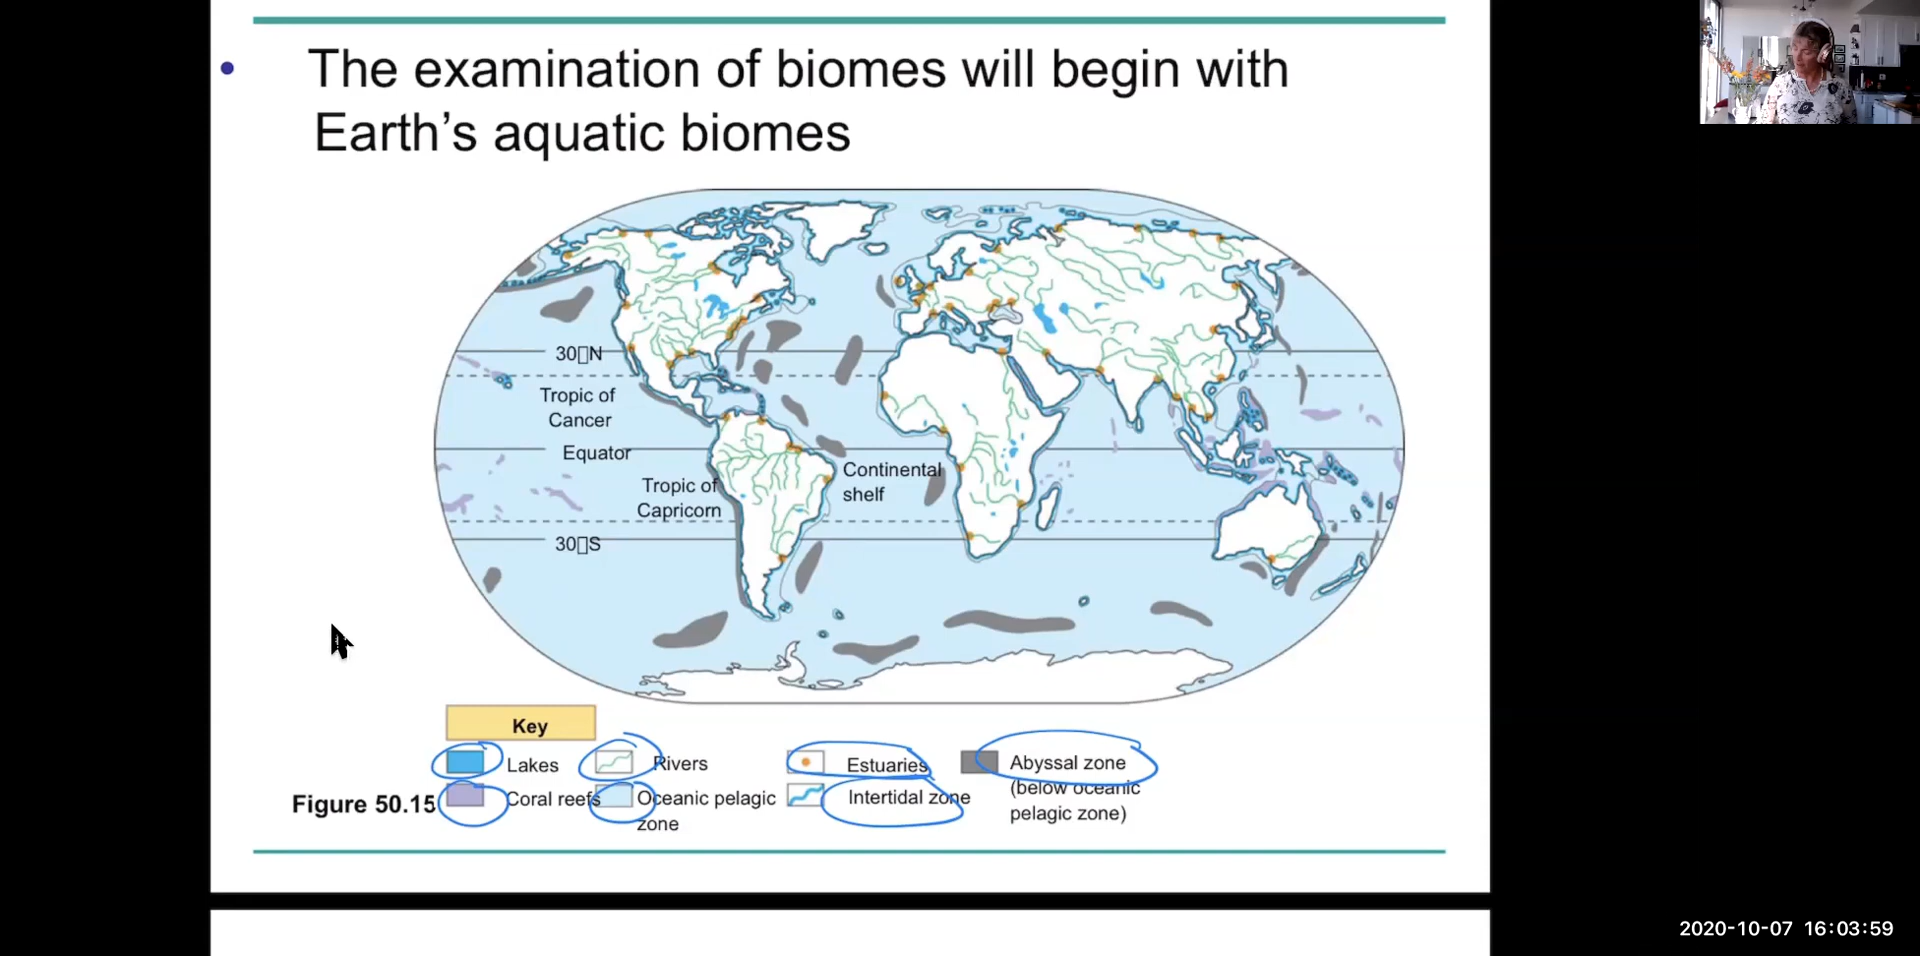 • The examination of biomes will begin with
Earth's aquatic biomes
30▯N
Tropic of
Cancer
Equator
Continental
shelf
Tropic of
Capricorn
30▯S
Key
Lakes
Rivers
Estuaries
Abyssal zone
(below oceanic
pelagic zone)
Figure 50.15
Coral reefs
Oceanic pelagic
zone
Intertidal zone
2020-10-07 16:03:59